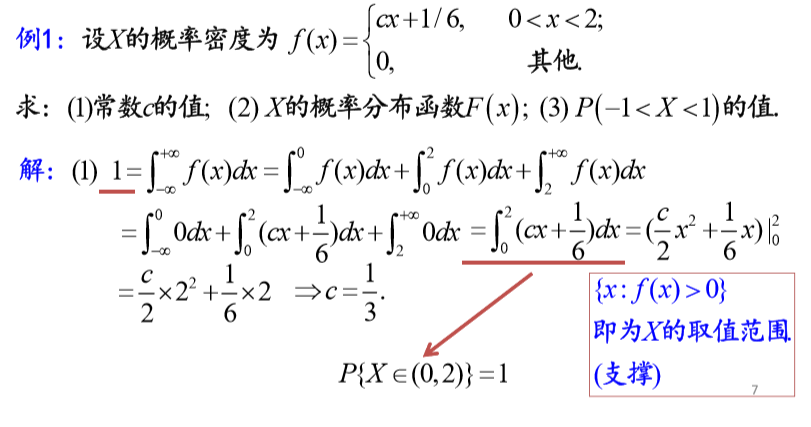 例1：设X的概率密度为 f(x)={cx+1/6, 0<x<2; 0, 其他.
求：(1)常数c的值; (2) X的概率分布函数F(x); (3) P(−1<X<1)的值.
解：(1) 1=∫_{−∞}^{+∞} f(x)dx=∫_{−∞}^{0} f(x)dx+∫_{0}^{2} f(x)dx+∫_{2}^{+∞} f(x)dx
=∫_{−∞}^{0} 0dx+∫_{0}^{2}(cx+1/6)dx+∫_{2}^{+∞} 0dx =∫_{0}^{2}(cx+1/6)dx=(c/2 x²+1/6 x)|_{0}^{2}
=c/2×2²+1/6×2 ⇒c=1/3.
{x: f(x)>0}
即为X的取值范围.
(支撑)
P{X∈(0,2)}=1
7